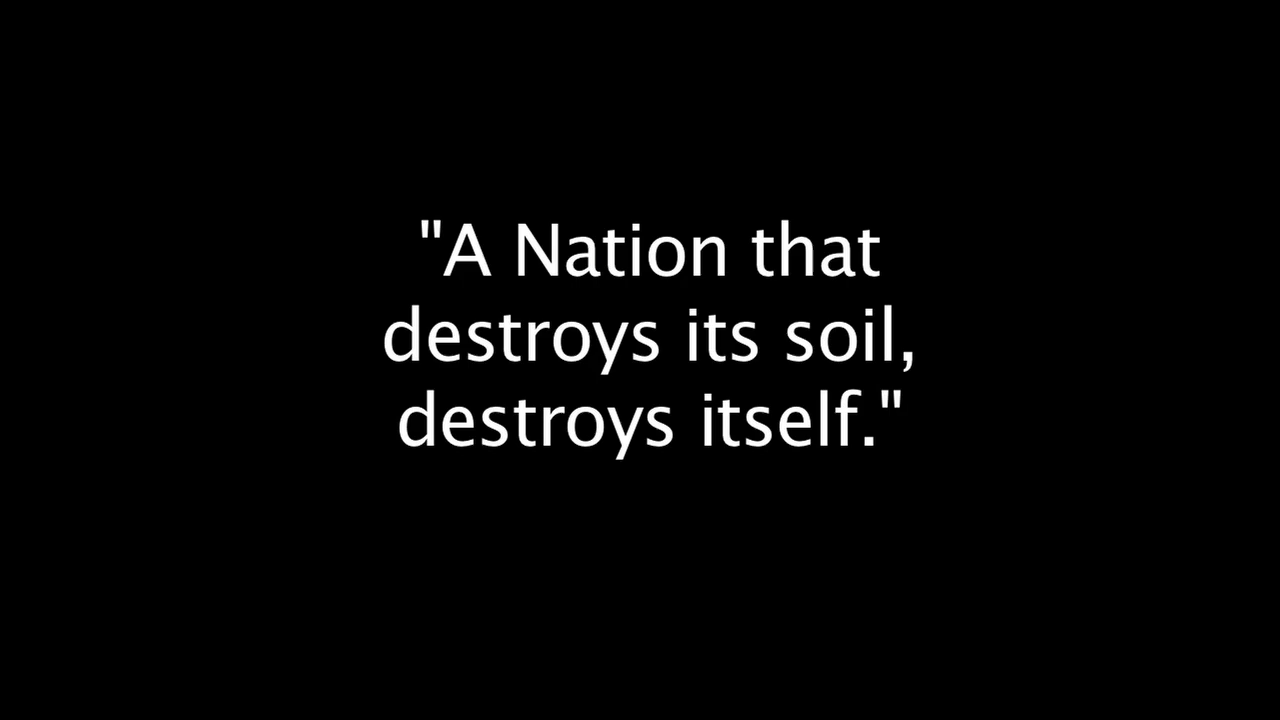 "A Nation that
destroys its soil,
destroys itself."